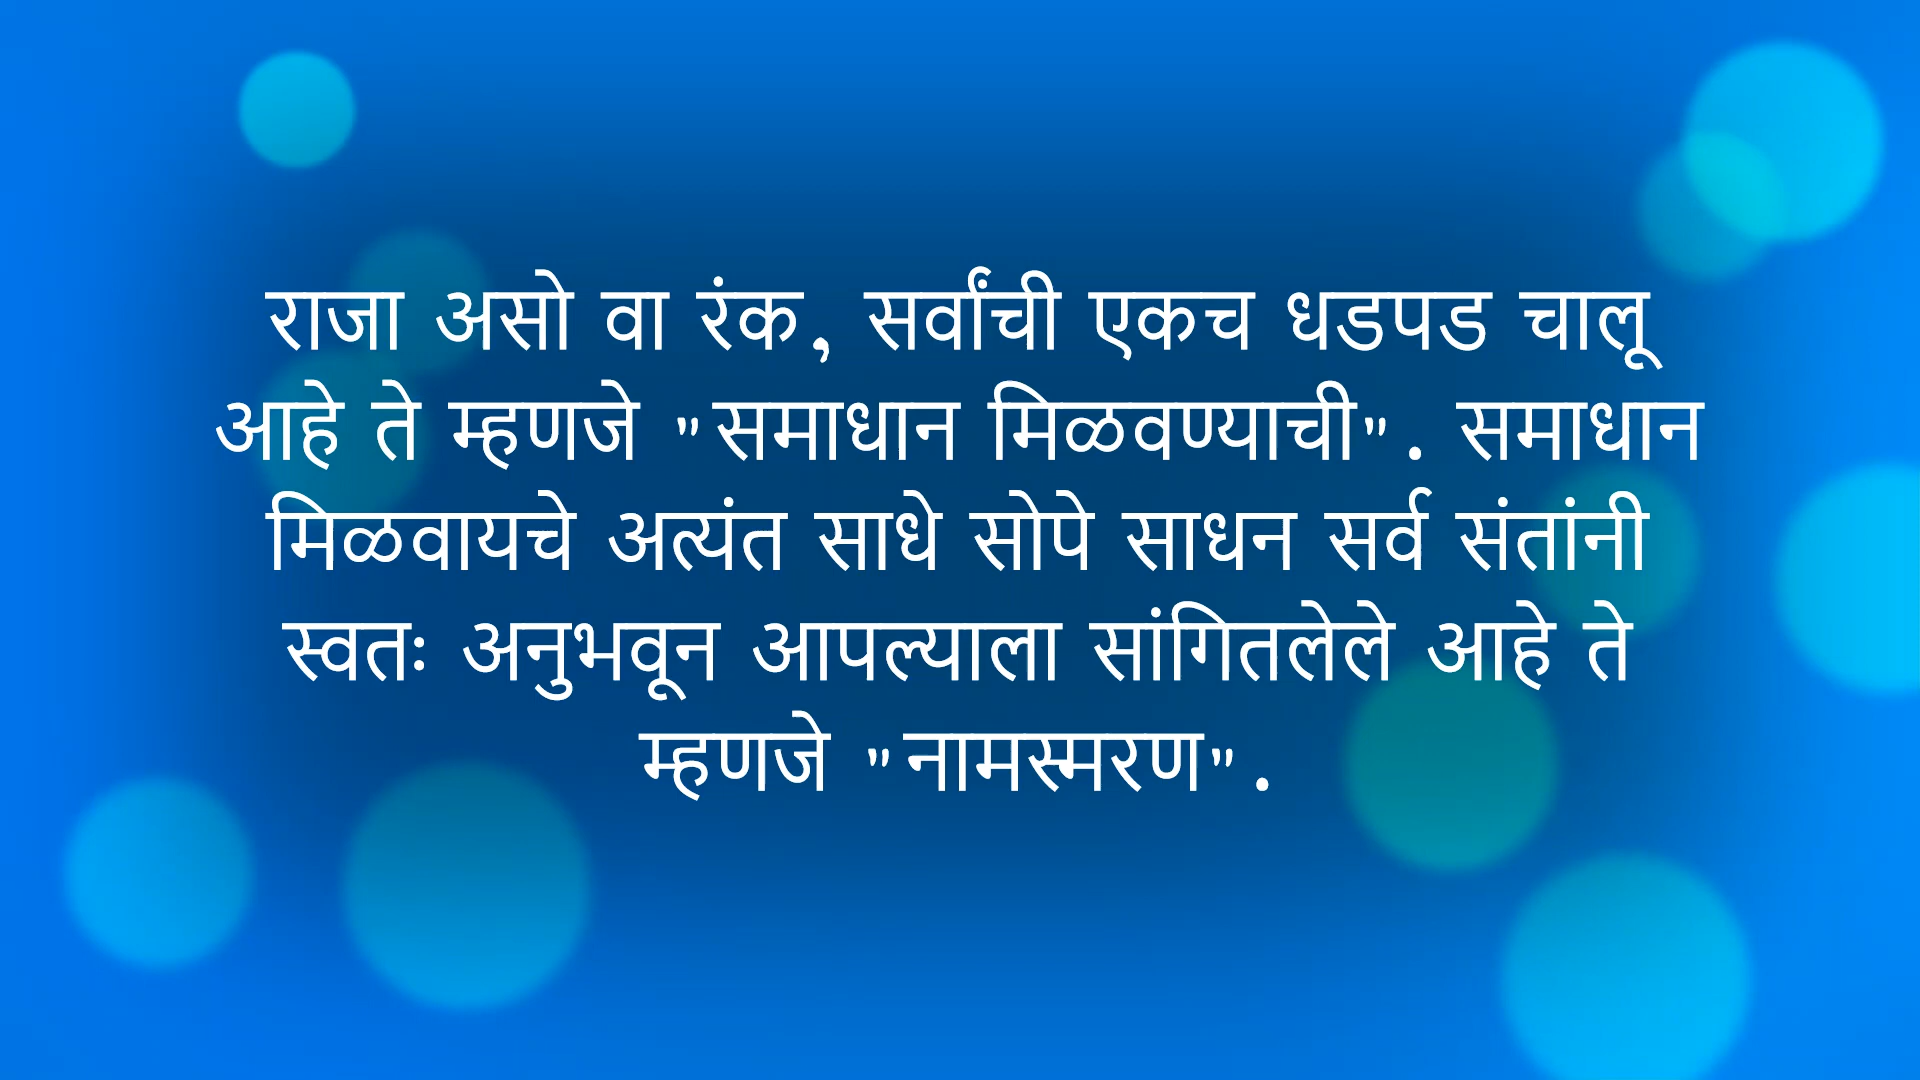 राजा असो वा रंक, सर्वांची एकच धडपड चालू
आहे ते म्हणजे "समाधान मिळवण्याची". समाधान
मिळवायचे अत्यंत साधे सोपे साधन सर्व संतांनी
स्वतः अनुभवून आपल्याला सांगितलेले आहे ते
म्हणजे "नामस्मरण".